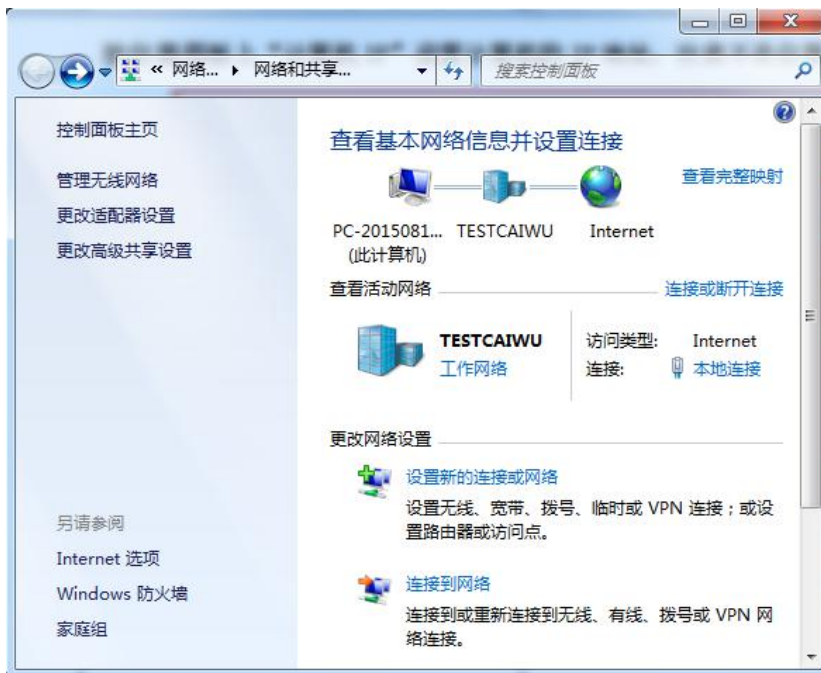 « 网络... ▸ 网络和共享...
搜索控制面板
控制面板主页
管理无线网络
更改适配器设置
更改高级共享设置
另请参阅
Internet 选项
Windows 防火墙
家庭组
查看基本网络信息并设置连接
查看完整映射
PC-2015081... TESTCAIWU Internet
(此计算机)
查看活动网络 连接或断开连接
TESTCAIWU
工作网络
访问类型: Internet
连接: 本地连接
更改网络设置
设置新的连接或网络
设置无线、宽带、拨号、临时或 VPN 连接；或设
置路由器或访问点。
连接到网络
连接到或重新连接到无线、有线、拨号或 VPN 网
络连接。